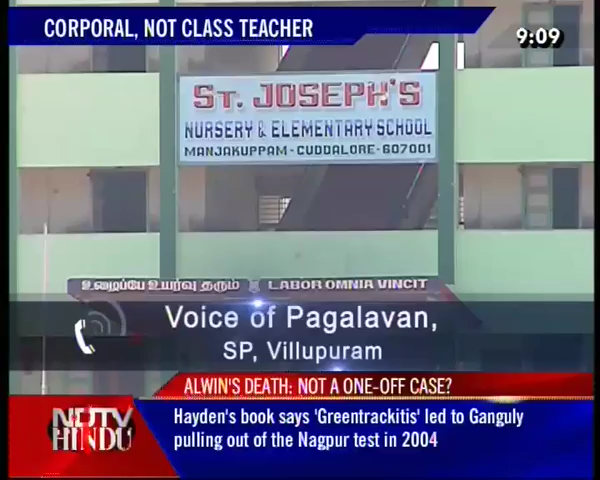 CORPORAL, NOT CLASS TEACHER
9:09
ST. JOSEPH'S
NURSERY & ELEMENTARY SCHOOL
MANJAKUPPAM - CUDDALORE - 607001
உழைப்பே உயர்வு தரும் LABOR OMNIA VINCIT
Voice of Pagalavan,
SP, Villupuram
ALWIN'S DEATH: NOT A ONE-OFF CASE?
NDTV
HINDU
Hayden's book says 'Greentrackitis' led to Ganguly
pulling out of the Nagpur test in 2004